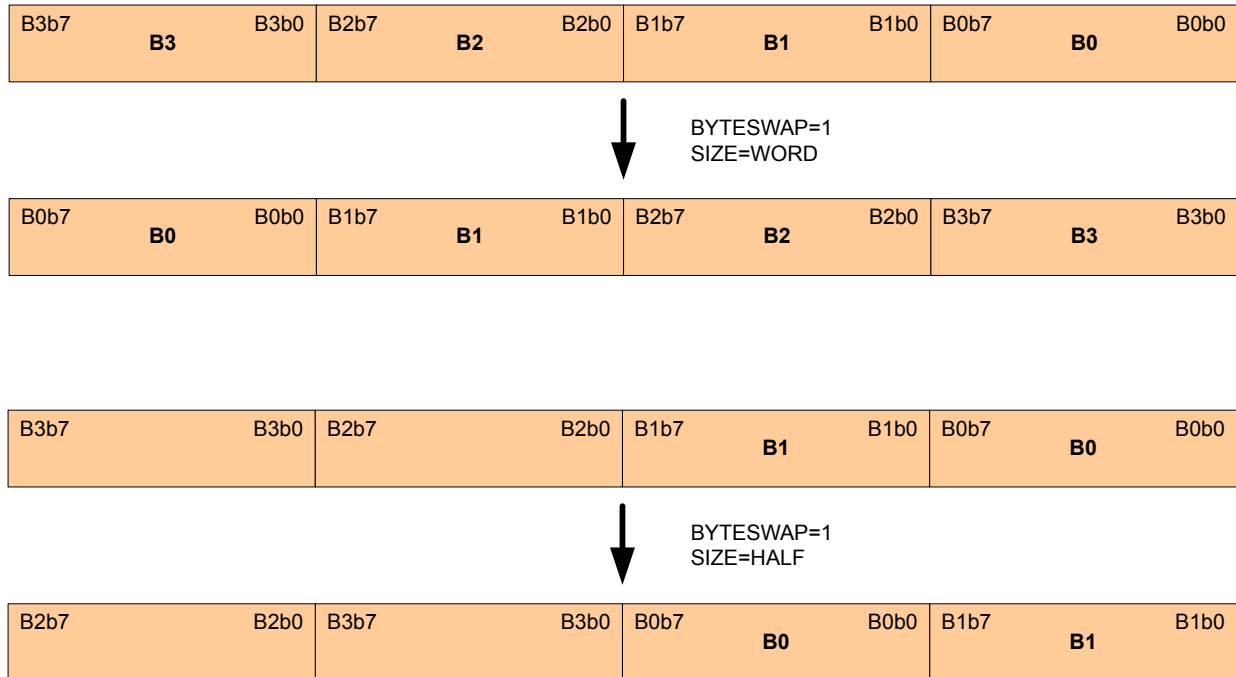 B3b7 B3 B3b0 B2b7 B2 B2b0 B1b7 B1 B1b0 B0b7 B0 B0b0
BYTESWAP=1
SIZE=WORD
B0b7 B0 B0b0 B1b7 B1 B1b0 B2b7 B2 B2b0 B3b7 B3 B3b0
B3b7 B3b0 B2b7 B2b0 B1b7 B1 B1b0 B0b7 B0 B0b0
BYTESWAP=1
SIZE=HALF
B2b7 B2b0 B3b7 B3b0 B0b7 B0 B0b0 B1b7 B1 B1b0